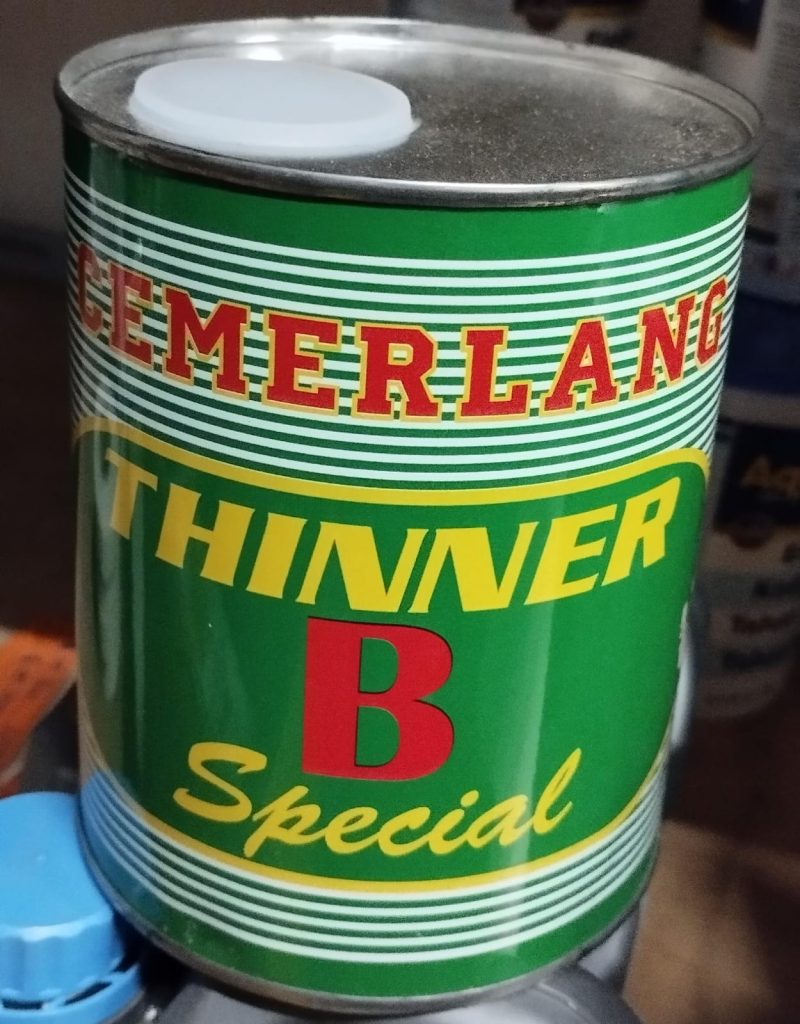 CEMERLANG
THINNER
B
Special